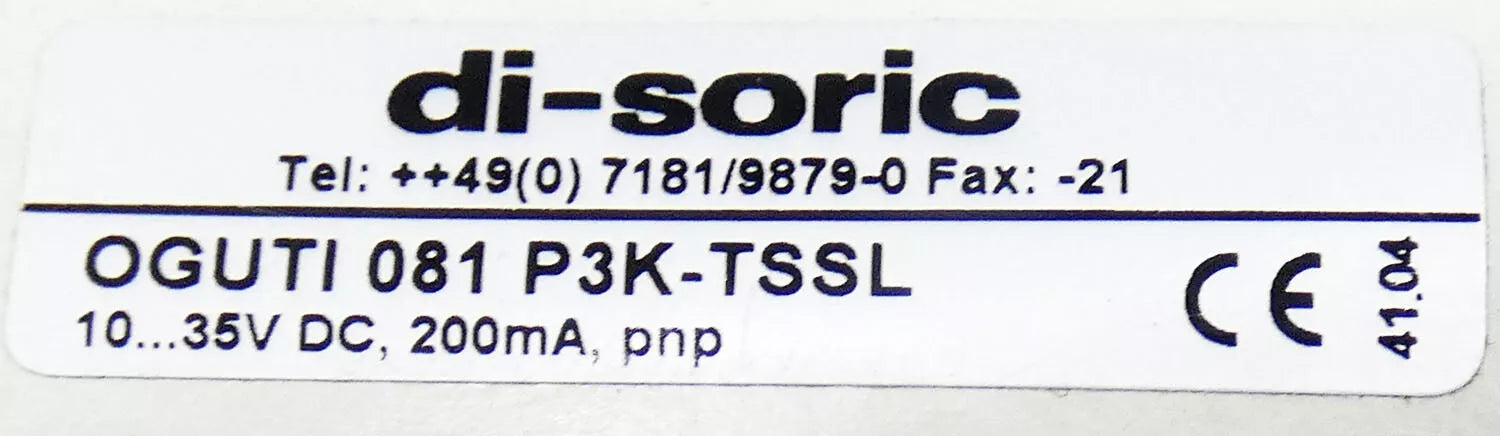 di-soric
Tel: ++49(0) 7181/9879-0 Fax: -21
OGUTI 081 P3K-TSSL
10...35V DC, 200mA, pnp
CE
41.04